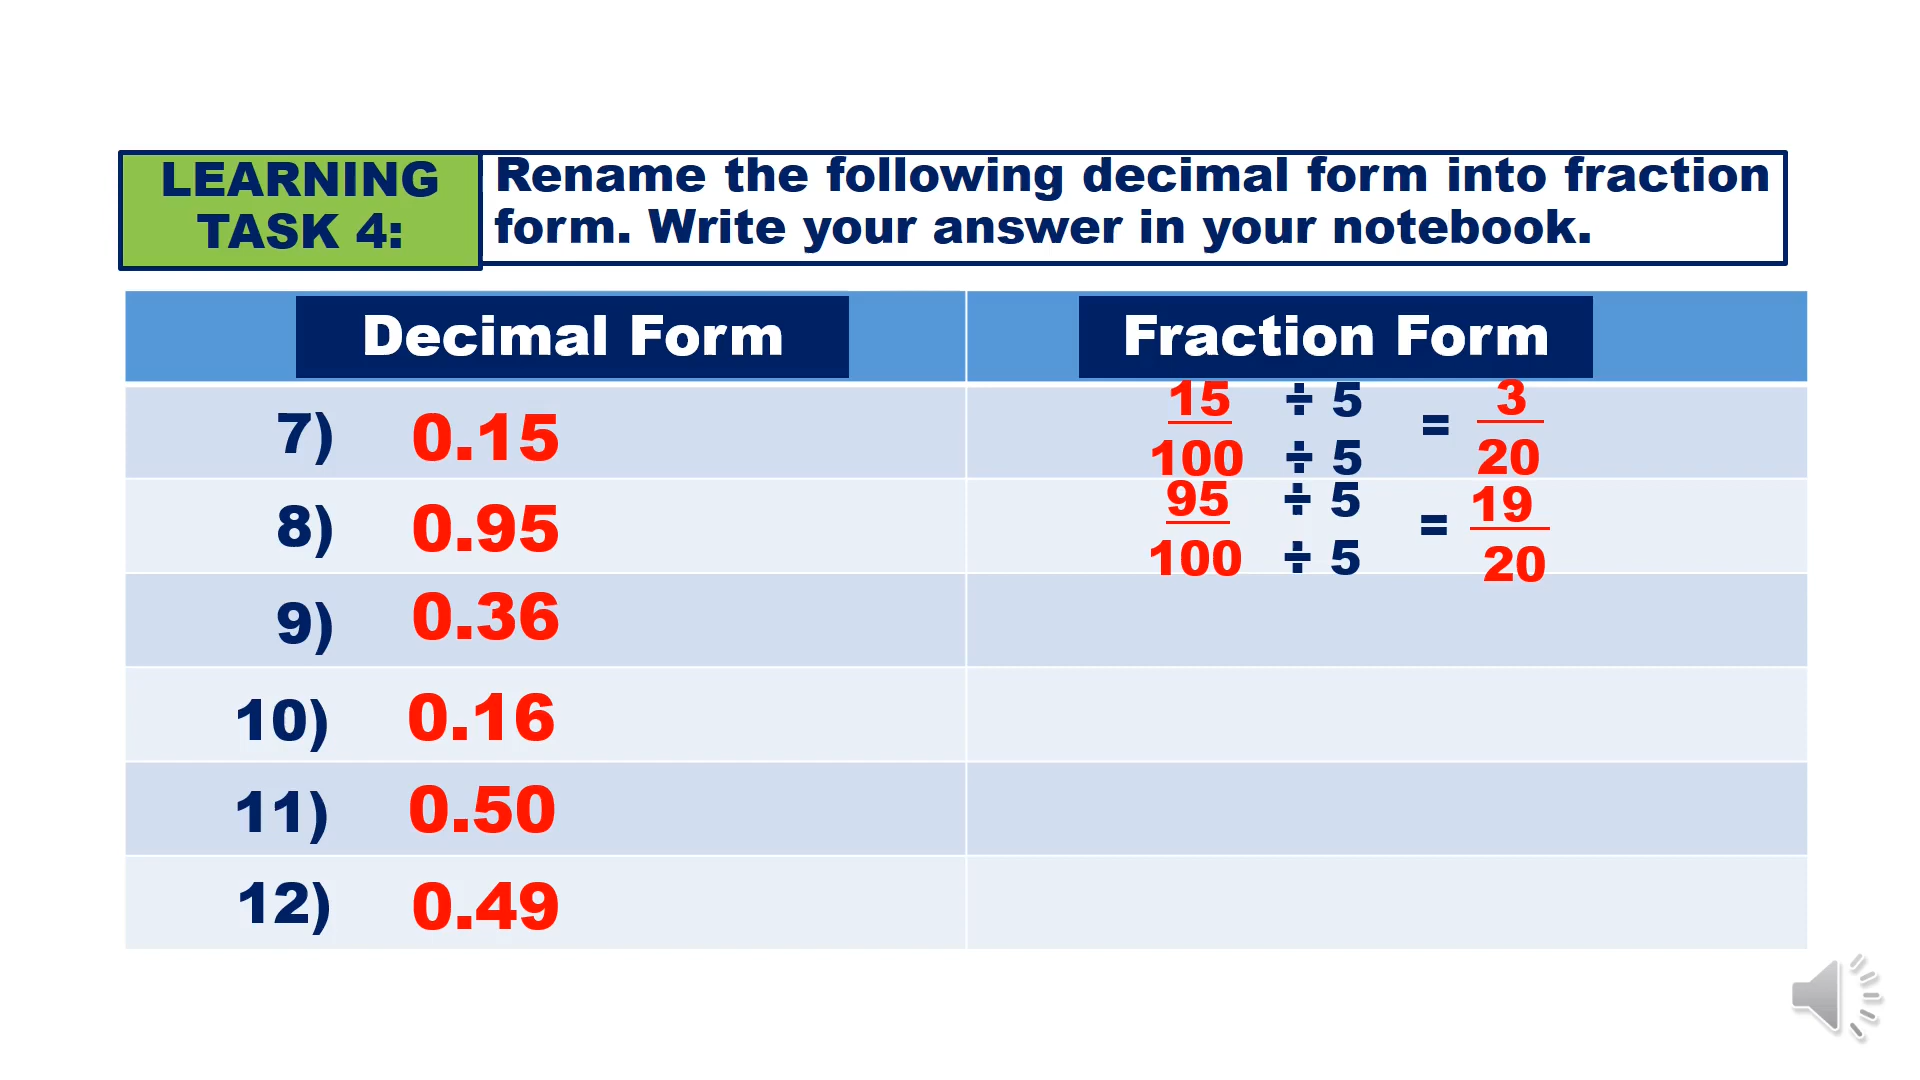 LEARNING
TASK 4:
Rename the following decimal form into fraction
form. Write your answer in your notebook.
Decimal Form
Fraction Form
7) 0.15
15 ÷ 5 = 3
100 ÷ 5 20
8) 0.95
95 ÷ 5 = 19
100 ÷ 5 20
9) 0.36
10) 0.16
11) 0.50
12) 0.49